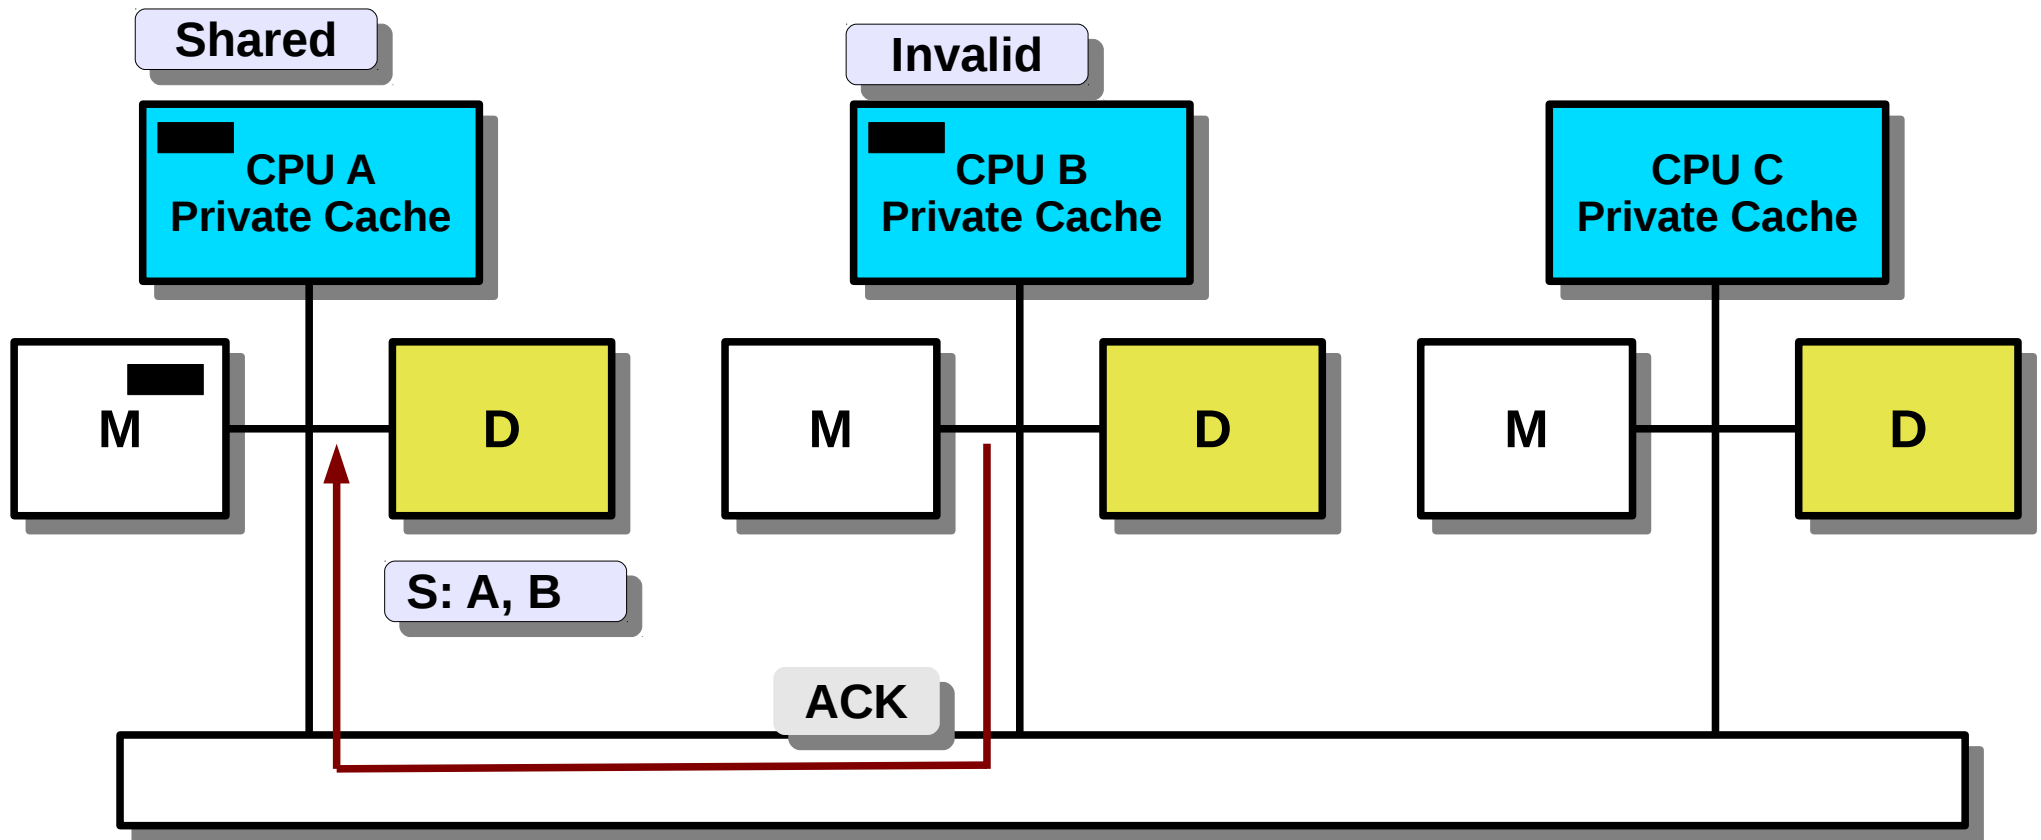 Shared
Invalid
CPU A
Private Cache
CPU B
Private Cache
CPU C
Private Cache
M
D
M
D
M
D
S: A, B
ACK